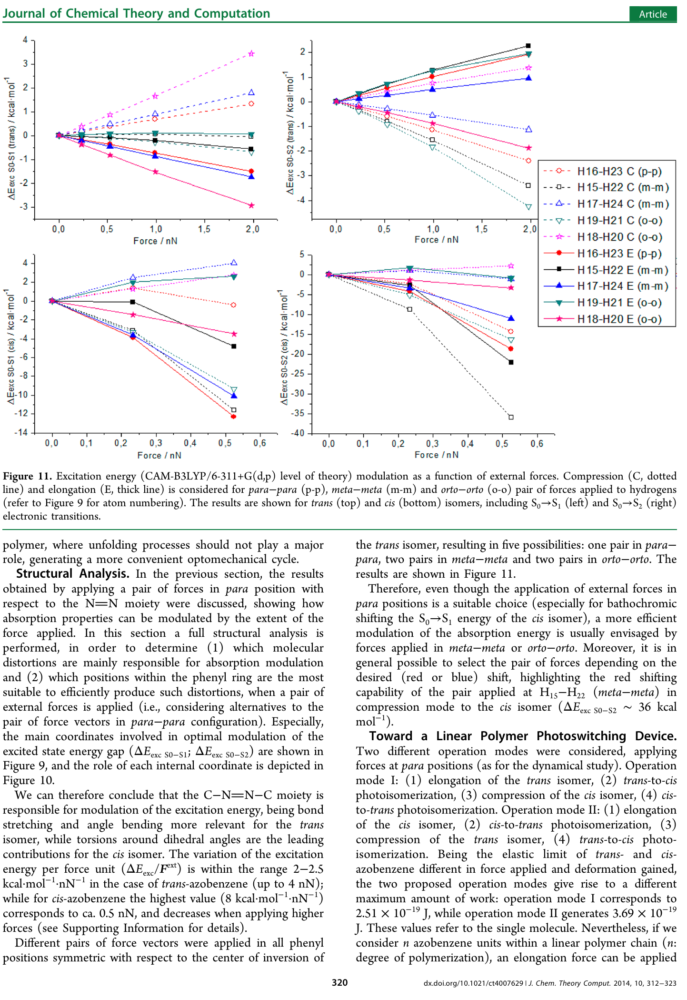 Journal of Chemical Theory and Computation
Article
4
3
2
1
0
-1
-2
-3
ΔEexc S0-S1 (trans) / kcal·mol⁻¹
0,0 0,5 1,0 1,5 2,0
Force / nN
2
1
0
-1
-2
-3
-4
ΔEexc S0-S2 (trans) / kcal·mol⁻¹
0,0 0,5 1,0 1,5 2,0
Force / nN
H16-H23 C (p-p)
H15-H22 C (m-m)
H17-H24 C (m-m)
H19-H21 C (o-o)
H18-H20 C (o-o)
H16-H23 E (p-p)
H15-H22 E (m-m)
H17-H24 E (m-m)
H19-H21 E (o-o)
H18-H20 E (o-o)
4
2
0
-2
-4
-6
-8
-10
-12
-14
ΔEexc S0-S1 (cis) / kcal·mol⁻¹
0,0 0,1 0,2 0,3 0,4 0,5 0,6
Force / nN
5
0
-5
-10
-15
-20
-25
-30
-35
-40
ΔEexc S0-S2 (cis) / kcal·mol⁻¹
0,0 0,1 0,2 0,3 0,4 0,5 0,6
Force / nN
Figure 11. Excitation energy (CAM-B3LYP/6-311+G(d,p) level of theory) modulation as a function of external forces. Compression (C, dotted
line) and elongation (E, thick line) is considered for para−para (p-p), meta−meta (m-m) and orto−orto (o-o) pair of forces applied to hydrogens
(refer to Figure 9 for atom numbering). The results are shown for trans (top) and cis (bottom) isomers, including S₀→S₁ (left) and S₀→S₂ (right)
electronic transitions.
polymer, where unfolding processes should not play a major
role, generating a more convenient optomechanical cycle.
Structural Analysis. In the previous section, the results
obtained by applying a pair of forces in para position with
respect to the N═N moiety were discussed, showing how
absorption properties can be modulated by the extent of the
force applied. In this section a full structural analysis is
performed, in order to determine (1) which molecular
distortions are mainly responsible for absorption modulation
and (2) which positions within the phenyl ring are the most
suitable to efficiently produce such distortions, when a pair of
external forces is applied (i.e., considering alternatives to the
pair of force vectors in para−para configuration). Especially,
the main coordinates involved in optimal modulation of the
excited state energy gap (ΔEexc S0−S1; ΔEexc S0−S2) are shown in
Figure 9, and the role of each internal coordinate is depicted in
Figure 10.
We can therefore conclude that the C−N═N−C moiety is
responsible for modulation of the excitation energy, being bond
stretching and angle bending more relevant for the trans
isomer, while torsions around dihedral angles are the leading
contributions for the cis isomer. The variation of the excitation
energy per force unit (ΔEexc/Fᵉˣᵗ) is within the range 2−2.5
kcal·mol⁻¹·nN⁻¹ in the case of trans-azobenzene (up to 4 nN);
while for cis-azobenzene the highest value (8 kcal·mol⁻¹·nN⁻¹)
corresponds to ca. 0.5 nN, and decreases when applying higher
forces (see Supporting Information for details).
Different pairs of force vectors were applied in all phenyl
positions symmetric with respect to the center of inversion of
the trans isomer, resulting in five possibilities: one pair in para−
para, two pairs in meta−meta and two pairs in orto−orto. The
results are shown in Figure 11.
Therefore, even though the application of external forces in
para positions is a suitable choice (especially for bathochromic
shifting the S₀→S₁ energy of the cis isomer), a more efficient
modulation of the absorption energy is usually envisaged by
forces applied in meta−meta or orto−orto. Moreover, it is in
general possible to select the pair of forces depending on the
desired (red or blue) shift, highlighting the red shifting
capability of the pair applied at H₁₅−H₂₂ (meta−meta) in
compression mode to the cis isomer (ΔEexc S0−S2 ∼ 36 kcal
mol⁻¹).
Toward a Linear Polymer Photoswitching Device.
Two different operation modes were considered, applying
forces at para positions (as for the dynamical study). Operation
mode I: (1) elongation of the trans isomer, (2) trans-to-cis
photoisomerization, (3) compression of the cis isomer, (4) cis-
to-trans photoisomerization. Operation mode II: (1) elongation
of the cis isomer, (2) cis-to-trans photoisomerization, (3)
compression of the trans isomer, (4) trans-to-cis photo-
isomerization. Being the elastic limit of trans- and cis-
azobenzene different in force applied and deformation gained,
the two proposed operation modes give rise to a different
maximum amount of work: operation mode I corresponds to
2.51 × 10⁻¹⁹ J, while operation mode II generates 3.69 × 10⁻¹⁹
J. These values refer to the single molecule. Nevertheless, if we
consider n azobenzene units within a linear polymer chain (n:
degree of polymerization), an elongation force can be applied
320
dx.doi.org/10.1021/ct4007629 | J. Chem. Theory Comput. 2014, 10, 312−323